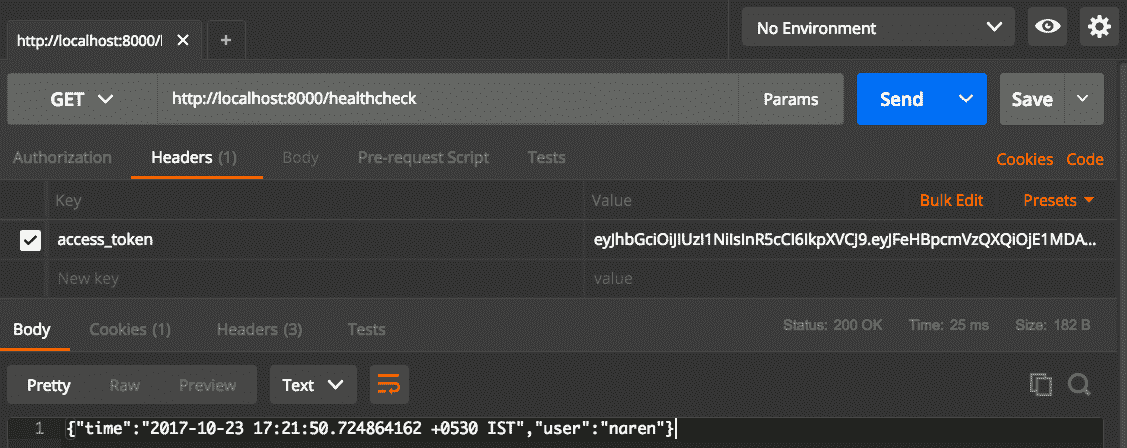 http://localhost:8000/l
No Environment
GET http://localhost:8000/healthcheck Params Send Save
Authorization Headers (1) Body Pre-request Script Tests Cookies Code
Key Value Bulk Edit Presets
access_token eyJhbGciOiJIUzI1NiIsInR5cCI6IkpXVCJ9.eyJFeHBpcmVzQXQiOjE1MDA...
New key value
Body Cookies (1) Headers (3) Tests Status: 200 OK Time: 25 ms Size: 182 B
Pretty Raw Preview Text
1 {"time":"2017-10-23 17:21:50.724864162 +0530 IST","user":"naren"}